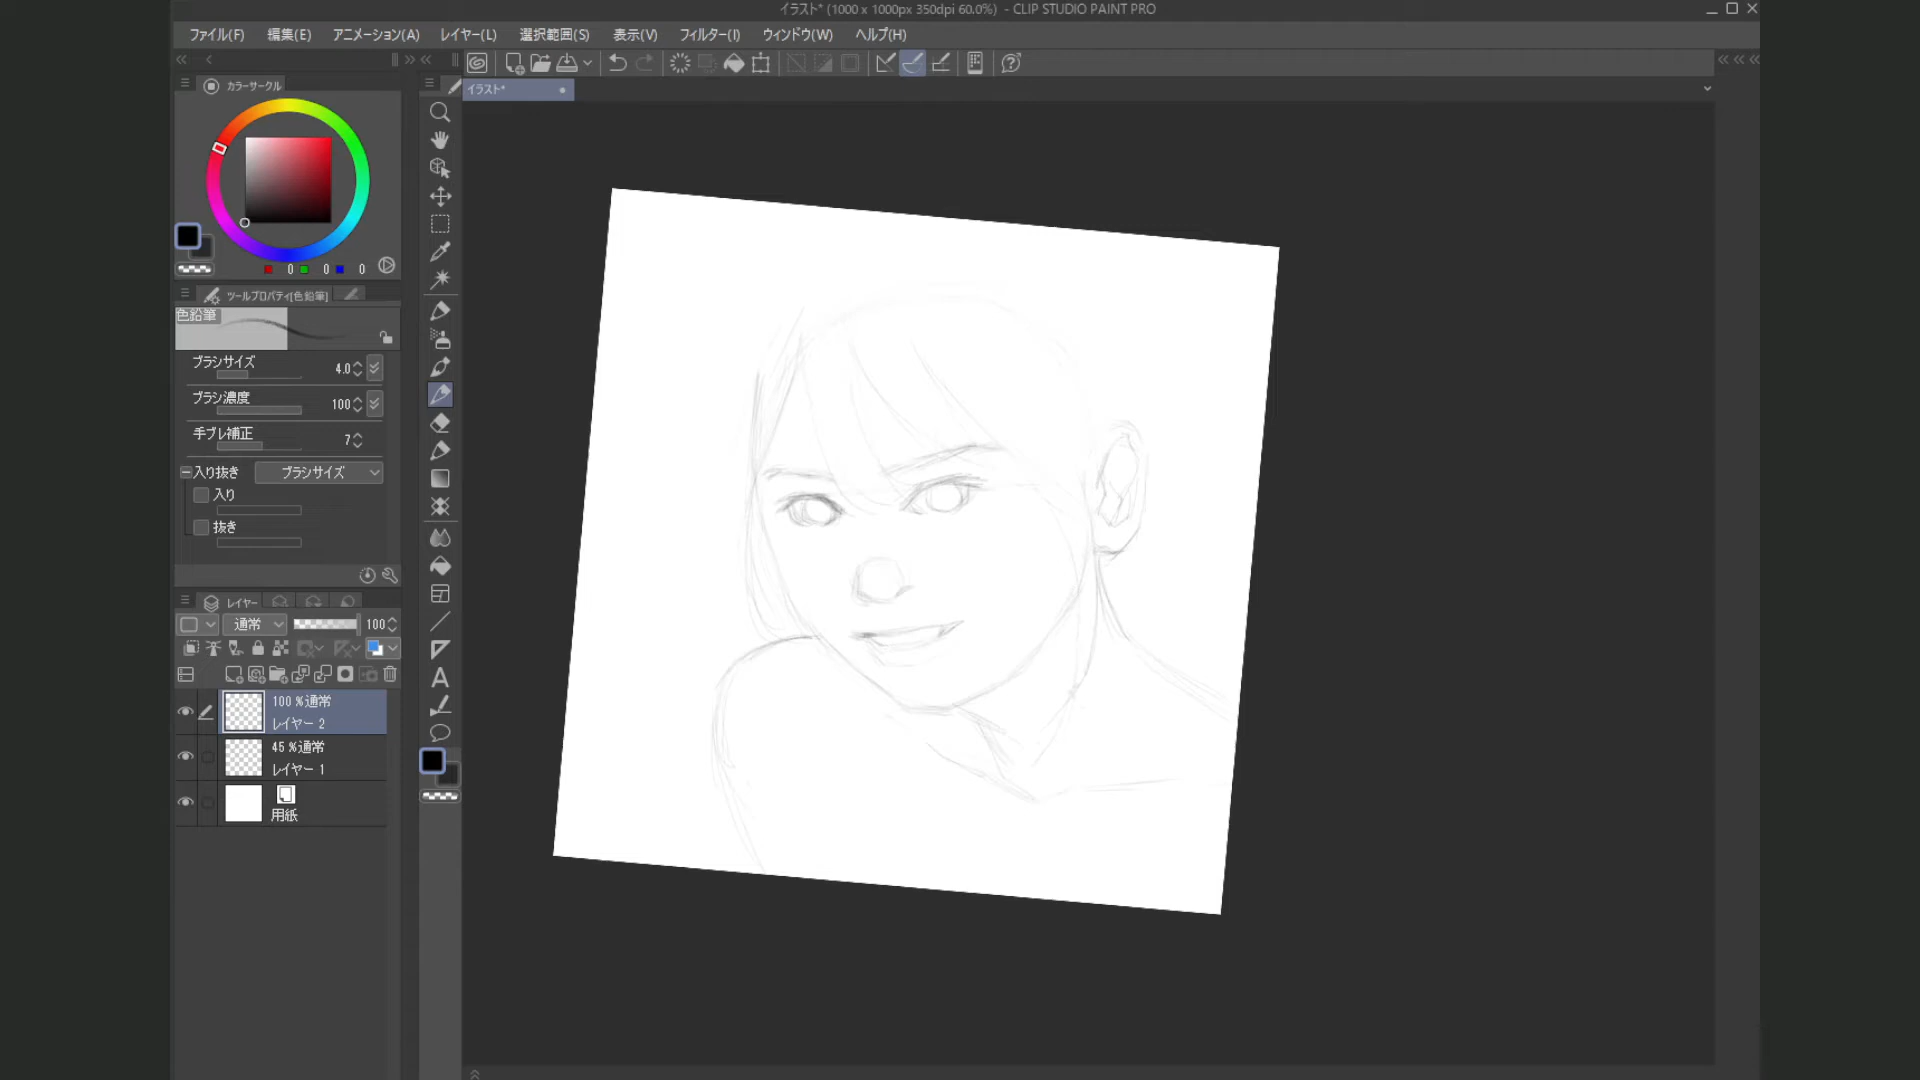 イラスト* (1000 x 1000px 350dpi 60.0%) - CLIP STUDIO PAINT PRO
ファイル(F) 編集(E) アニメーション(A) レイヤー(L) 選択範囲(S) 表示(V) フィルター(I) ウィンドウ(W) ヘルプ(H)
カラーサークル
イラスト*
0 0 0
ツールプロパティ[色鉛筆]
色鉛筆
ブラシサイズ 4.0
ブラシ濃度 100
手ブレ補正 7
入り抜き ブラシサイズ
入り
抜き
レイヤー
通常 100
100 %通常
レイヤー 2
45 %通常
レイヤー 1
用紙